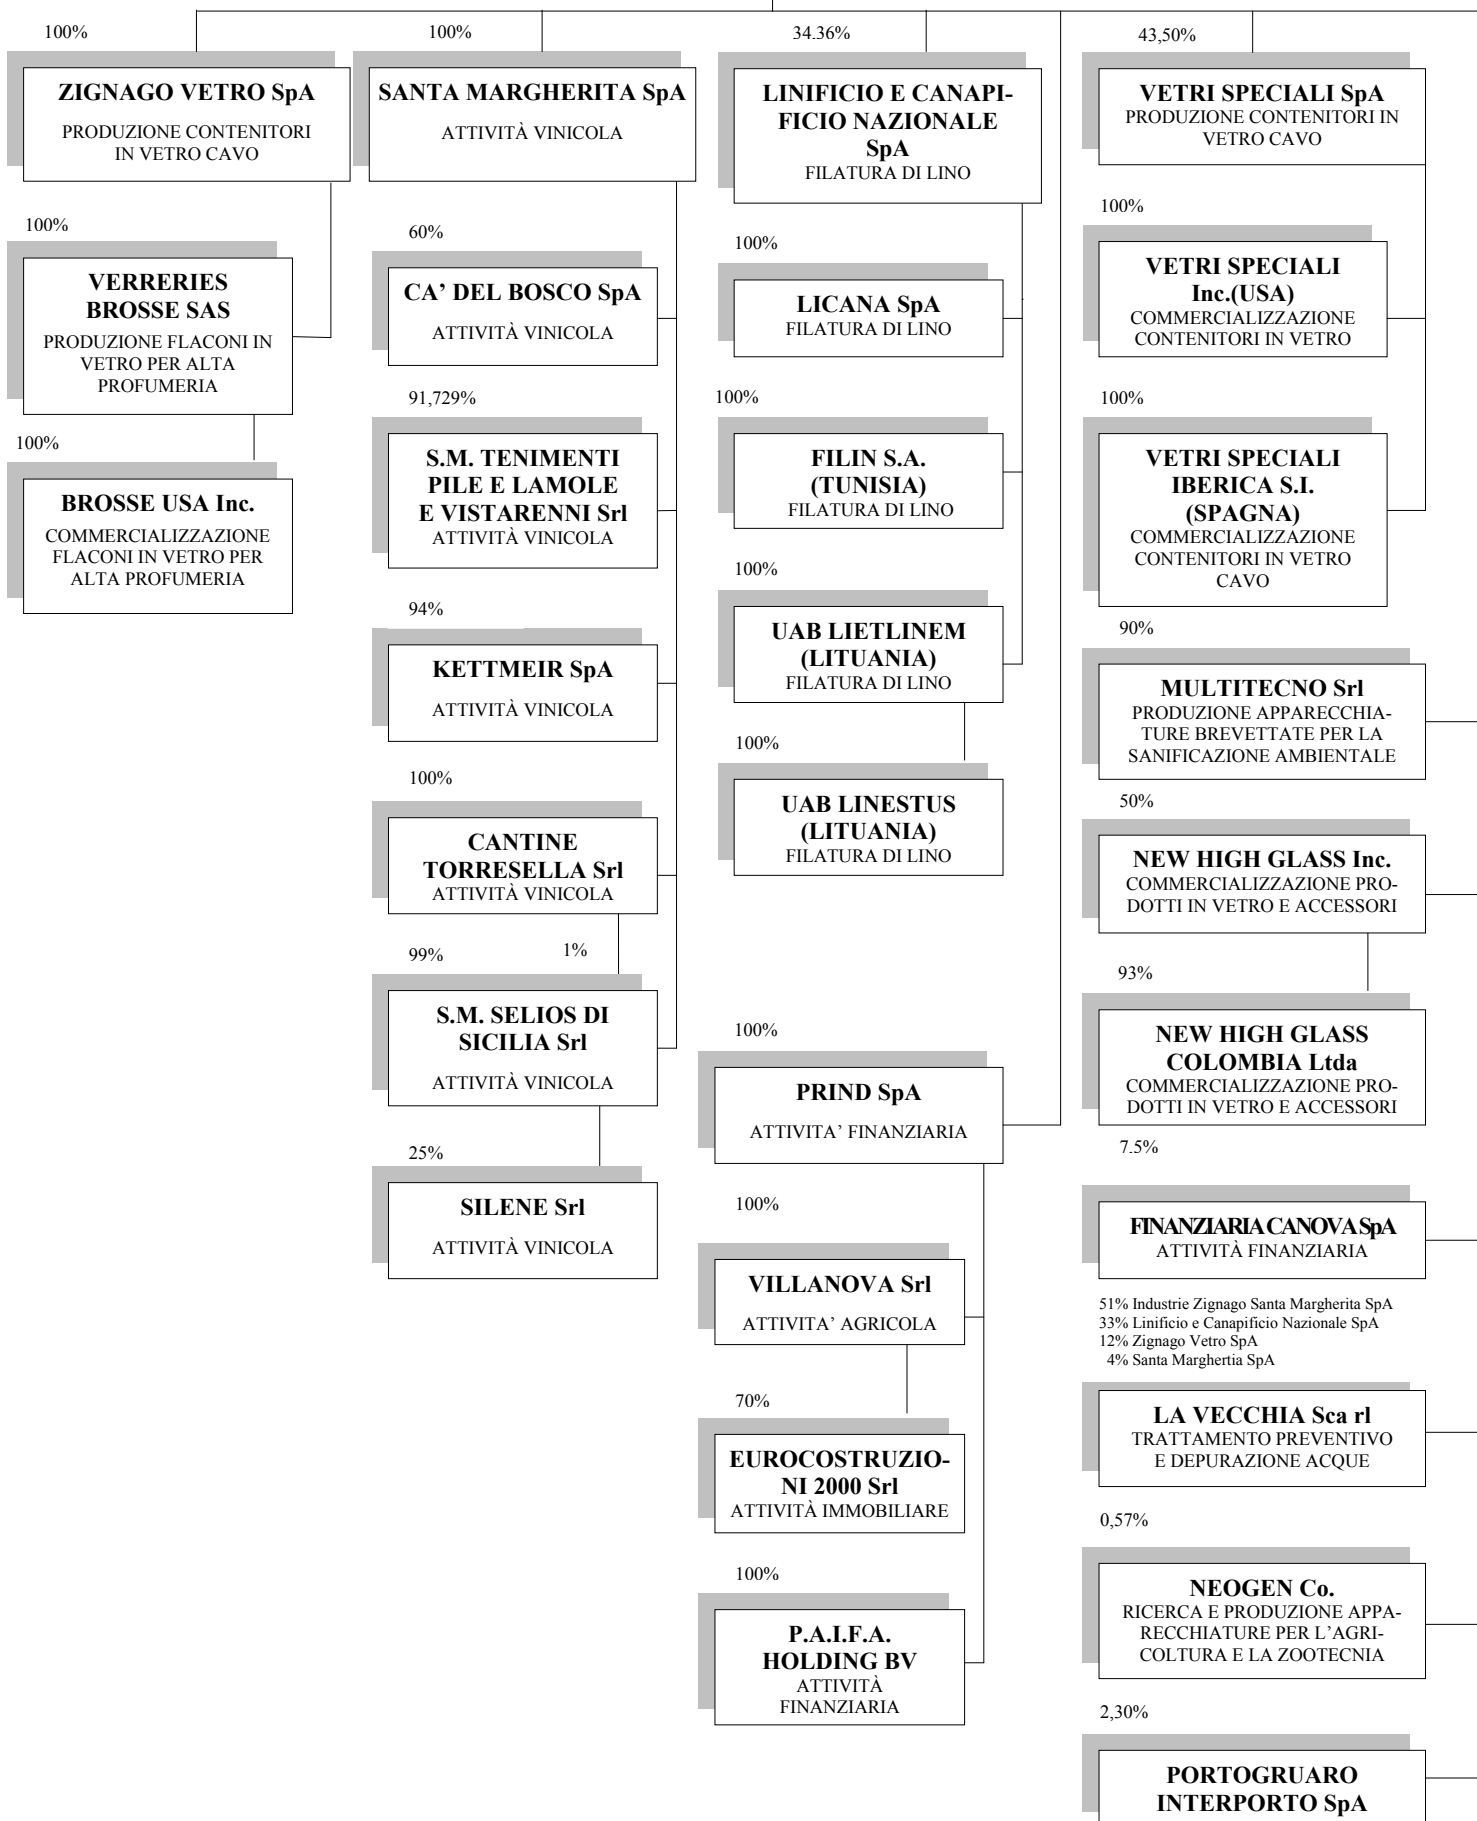 100%
ZIGNAGO VETRO SpA
PRODUZIONE CONTENITORI
IN VETRO CAVO
100%
VERRERIES
BROSSE SAS
PRODUZIONE FLACONI IN
VETRO PER ALTA
PROFUMERIA
100%
BROSSE USA Inc.
COMMERCIALIZZAZIONE
FLACONI IN VETRO PER
ALTA PROFUMERIA
100%
SANTA MARGHERITA SpA
ATTIVITÀ VINICOLA
60%
CA’ DEL BOSCO SpA
ATTIVITÀ VINICOLA
91,729%
S.M. TENIMENTI
PILE E LAMOLE
E VISTARENNI Srl
ATTIVITÀ VINICOLA
94%
KETTMEIR SpA
ATTIVITÀ VINICOLA
100%
CANTINE
TORRESELLA Srl
ATTIVITÀ VINICOLA
99% 1%
S.M. SELIOS DI
SICILIA Srl
ATTIVITÀ VINICOLA
25%
SILENE Srl
ATTIVITÀ VINICOLA
34.36%
LINIFICIO E CANAPI-
FICIO NAZIONALE
SpA
FILATURA DI LINO
100%
LICANA SpA
FILATURA DI LINO
100%
FILIN S.A.
(TUNISIA)
FILATURA DI LINO
100%
UAB LIETLINEM
(LITUANIA)
FILATURA DI LINO
100%
UAB LINESTUS
(LITUANIA)
FILATURA DI LINO
100%
PRIND SpA
ATTIVITA’ FINANZIARIA
100%
VILLANOVA Srl
ATTIVITA’ AGRICOLA
70%
EUROCOSTRUZIO-
NI 2000 Srl
ATTIVITÀ IMMOBILIARE
100%
P.A.I.F.A.
HOLDING BV
ATTIVITÀ
FINANZIARIA
43,50%
VETRI SPECIALI SpA
PRODUZIONE CONTENITORI IN
VETRO CAVO
100%
VETRI SPECIALI
Inc.(USA)
COMMERCIALIZZAZIONE
CONTENITORI IN VETRO
100%
VETRI SPECIALI
IBERICA S.I.
(SPAGNA)
COMMERCIALIZZAZIONE
CONTENITORI IN VETRO
CAVO
90%
MULTITECNO Srl
PRODUZIONE APPARECCHIA-
TURE BREVETTATE PER LA
SANIFICAZIONE AMBIENTALE
50%
NEW HIGH GLASS Inc.
COMMERCIALIZZAZIONE PRO-
DOTTI IN VETRO E ACCESSORI
93%
NEW HIGH GLASS
COLOMBIA Ltda
COMMERCIALIZZAZIONE PRO-
DOTTI IN VETRO E ACCESSORI
7.5%
FINANZIARIA CANOVA SpA
ATTIVITÀ FINANZIARIA
51% Industrie Zignago Santa Margherita SpA
33% Linificio e Canapificio Nazionale SpA
12% Zignago Vetro SpA
4% Santa Marghertia SpA
LA VECCHIA Sca rl
TRATTAMENTO PREVENTIVO
E DEPURAZIONE ACQUE
0,57%
NEOGEN Co.
RICERCA E PRODUZIONE APPA-
RECCHIATURE PER L’AGRI-
COLTURA E LA ZOOTECNIA
2,30%
PORTOGRUARO
INTERPORTO SpA